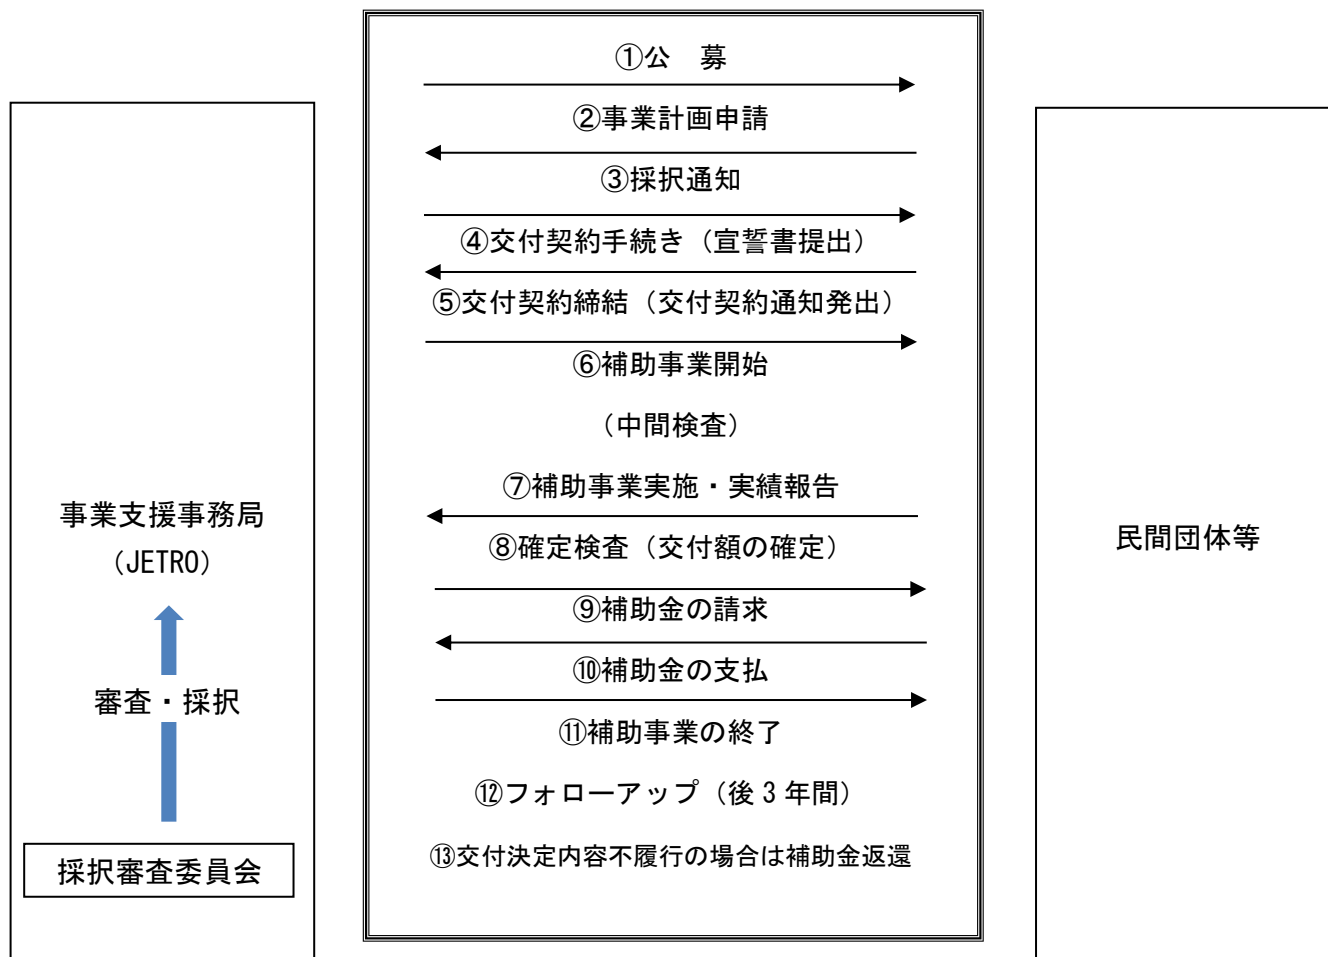 ①公　募
②事業計画申請
③採択通知
④交付契約手続き（宣誓書提出）
⑤交付契約締結（交付契約通知発出）
⑥補助事業開始
（中間検査）
⑦補助事業実施・実績報告
⑧確定検査（交付額の確定）
⑨補助金の請求
⑩補助金の支払
⑪補助事業の終了
⑫フォローアップ（後３年間）
⑬交付決定内容不履行の場合は補助金返還
事業支援事務局
（JETRO）
審査・採択
採択審査委員会
民間団体等